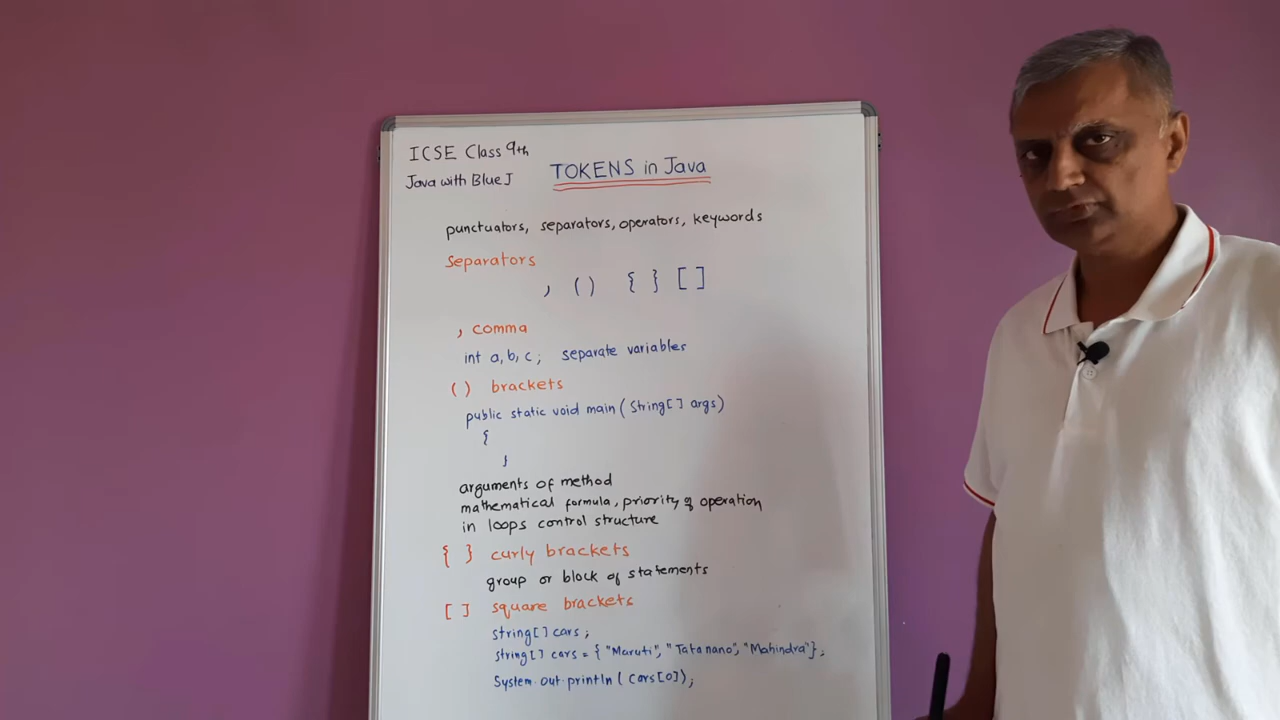 ICSE Class 9th
Java with BlueJ
TOKENS in Java
punctuators, separators, operators, keywords
Separators
, () { } [ ]
, comma
int a, b, c; separate variables
( ) brackets
public static void main (String[] args)
{
}
arguments of method
mathematical formula, priority of operation
in loops control structure
{ } curly brackets
group or block of statements
[ ] square brackets
string[] cars ;
string[] cars = { "Maruti", "Tata nano", "Mahindra"};
System.out.println ( cars[0]);